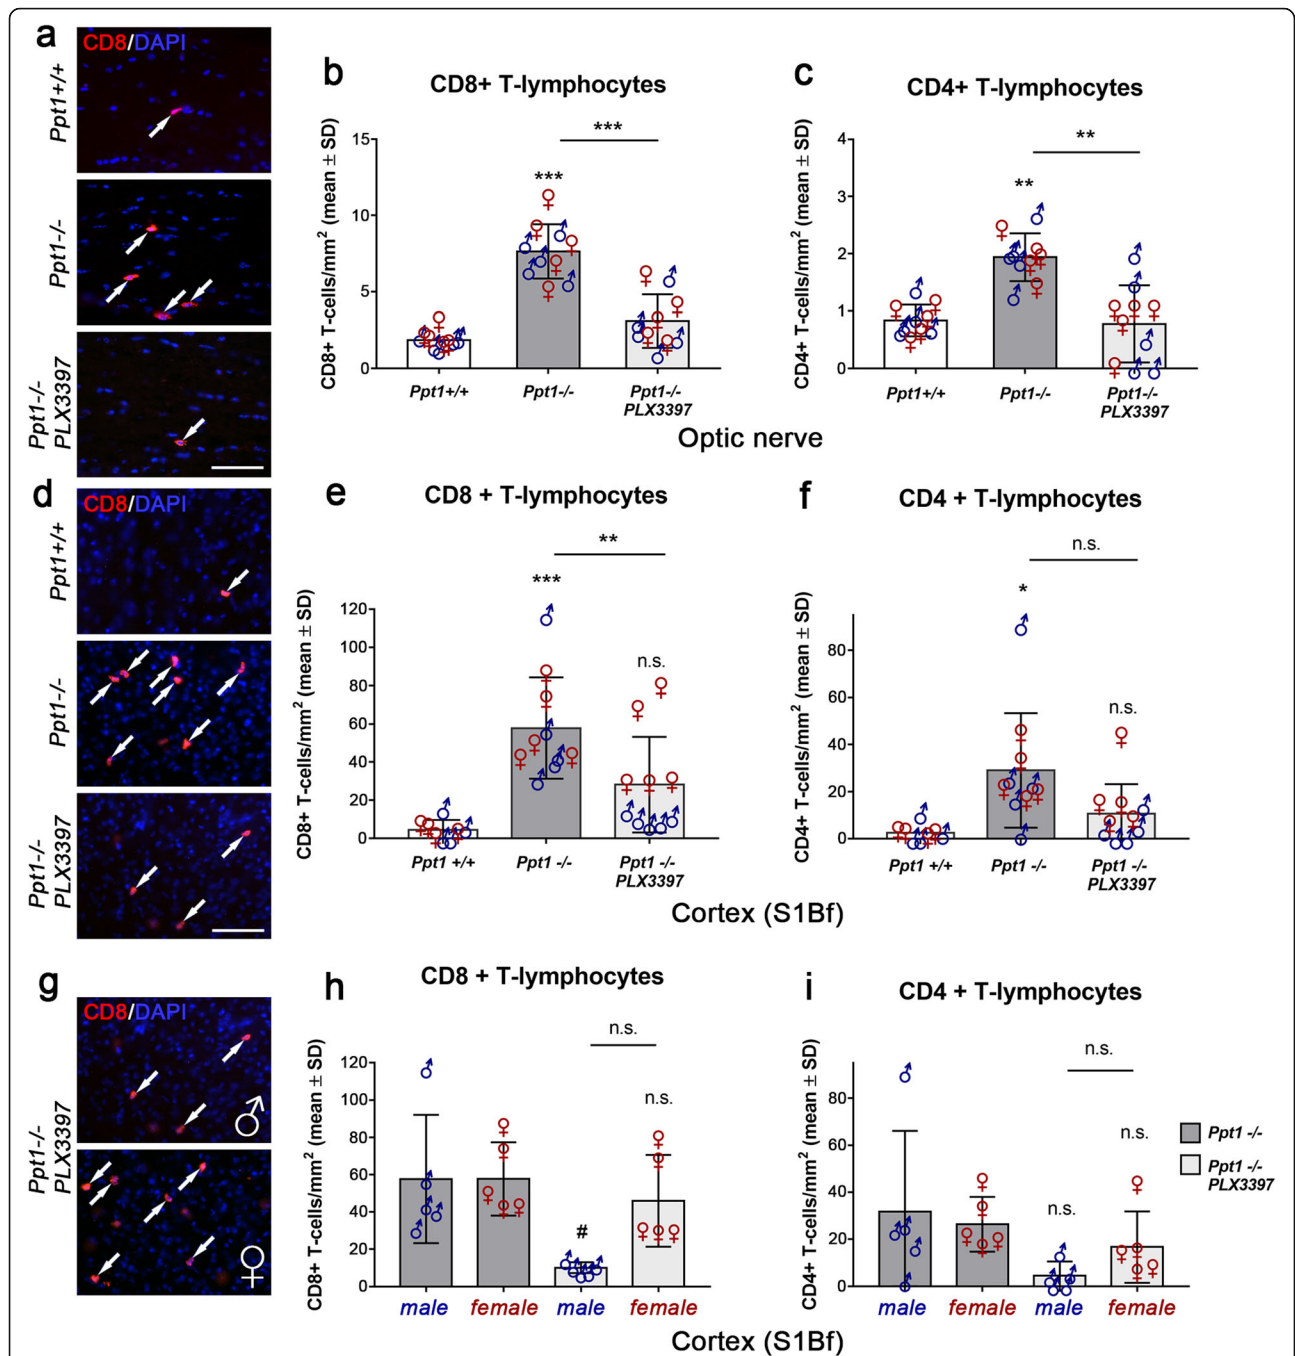 a
CD8/DAPI
Ppt1+/+
Ppt1-/-
Ppt1-/-
PLX3397
b
CD8+ T-lymphocytes
CD8+ T-cells/mm² (mean ± SD)
15
10
5
0
***
***
Ppt1+/+
Ppt1-/-
Ppt1-/-
PLX3397
c
CD4+ T-lymphocytes
CD4+ T-cells/mm² (mean ± SD)
4
3
2
1
0
**
**
Ppt1+/+
Ppt1-/-
Ppt1-/-
PLX3397
Optic nerve
d
CD8/DAPI
Ppt1+/+
Ppt1-/-
Ppt1-/-
PLX3397
e
CD8 + T-lymphocytes
CD8+ T-cells/mm² (mean ± SD)
120
100
80
60
40
20
0
**
***
n.s.
Ppt1 +/+
Ppt1 -/-
Ppt1 -/-
PLX3397
f
CD4 + T-lymphocytes
CD4+ T-cells/mm² (mean ± SD)
80
60
40
20
0
n.s.
*
n.s.
Ppt1 +/+
Ppt1 -/-
Ppt1 -/-
PLX3397
Cortex (S1Bf)
g
CD8/DAPI
♂
♀
Ppt1-/-
PLX3397
h
CD8 + T-lymphocytes
CD8+ T-cells/mm² (mean ± SD)
120
100
80
60
40
20
0
n.s.
n.s.
#
male
female
male
female
i
CD4 + T-lymphocytes
CD4+ T-cells/mm² (mean ± SD)
80
60
40
20
0
n.s.
n.s.
n.s.
male
female
male
female
Ppt1 -/-
Ppt1 -/-
PLX3397
Cortex (S1Bf)